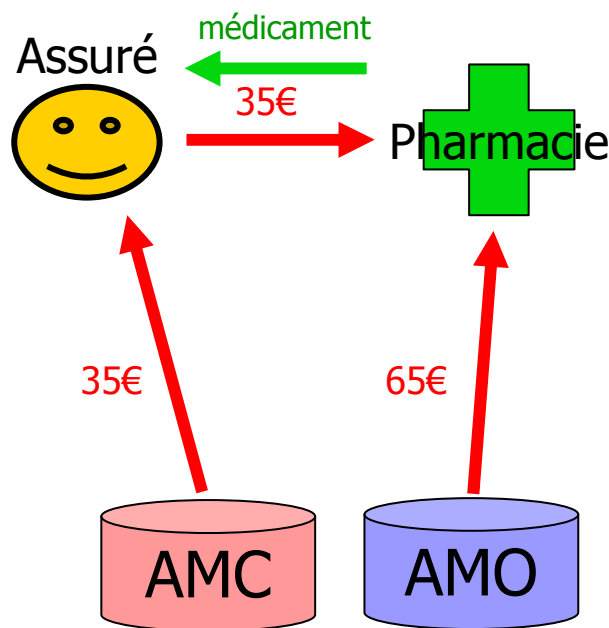 médicament
Assuré
35€
Pharmacie
35€
65€
AMC
AMO